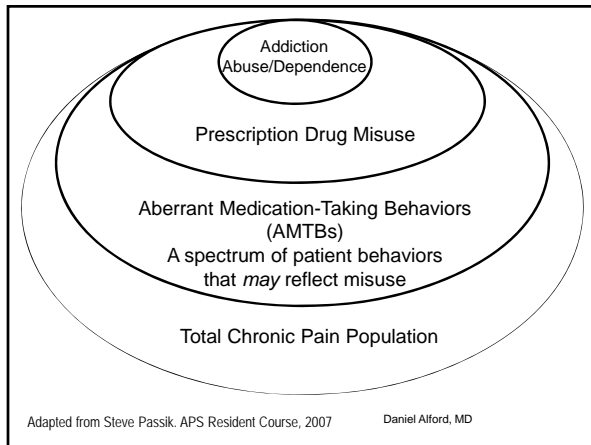 Addiction
Abuse/Dependence
Prescription Drug Misuse
Aberrant Medication-Taking Behaviors
(AMTBs)
A spectrum of patient behaviors
that may reflect misuse
Total Chronic Pain Population
Adapted from Steve Passik. APS Resident Course, 2007 Daniel Alford, MD